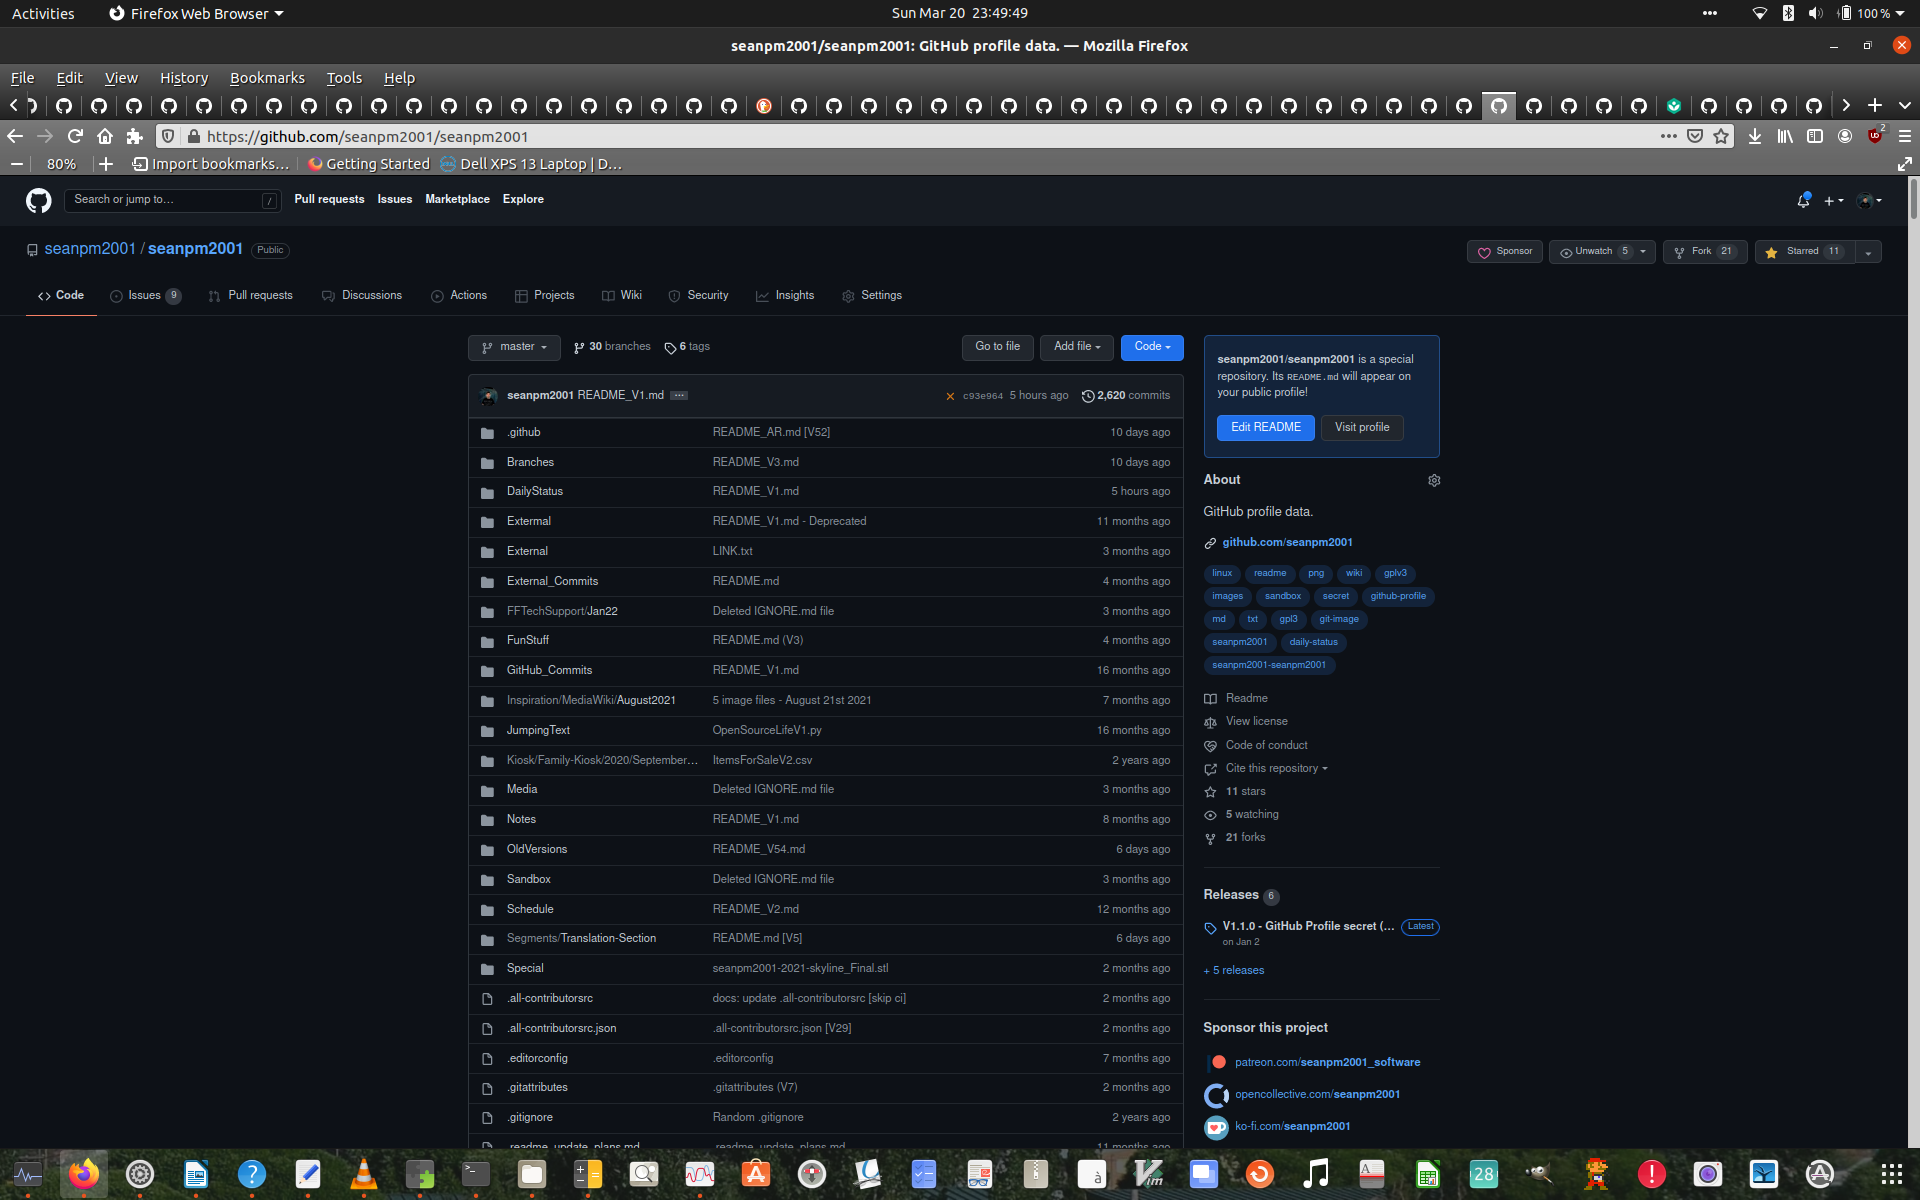 Activities Firefox Web Browser Sun Mar 20 23:49:49 100 %
seanpm2001/seanpm2001: GitHub profile data. — Mozilla Firefox
File Edit View History Bookmarks Tools Help
https://github.com/seanpm2001/seanpm2001 2
80% Import bookmarks… Getting Started Dell XPS 13 Laptop | D…
Search or jump to… / Pull requests Issues Marketplace Explore
seanpm2001 / seanpm2001 Public Sponsor Unwatch 5 Fork 21 Starred 11
Code Issues 9 Pull requests Discussions Actions Projects Wiki Security Insights Settings
master 30 branches 6 tags Go to file Add file Code
seanpm2001 README_V1.md c93e964 5 hours ago 2,620 commits
.github README_AR.md [V52] 10 days ago
Branches README_V3.md 10 days ago
DailyStatus README_V1.md 5 hours ago
Extermal README_V1.md - Deprecated 11 months ago
External LINK.txt 3 months ago
External_Commits README.md 4 months ago
FFTechSupport/Jan22 Deleted IGNORE.md file 3 months ago
FunStuff README.md (V3) 4 months ago
GitHub_Commits README_V1.md 16 months ago
Inspiration/MediaWiki/August2021 5 image files - August 21st 2021 7 months ago
JumpingText OpenSourceLifeV1.py 16 months ago
Kiosk/Family-Kiosk/2020/September… ItemsForSaleV2.csv 2 years ago
Media Deleted IGNORE.md file 3 months ago
Notes README_V1.md 8 months ago
OldVersions README_V54.md 6 days ago
Sandbox Deleted IGNORE.md file 3 months ago
Schedule README_V2.md 12 months ago
Segments/Translation-Section README.md [V5] 6 days ago
Special seanpm2001-2021-skyline_Final.stl 2 months ago
.all-contributorsrc docs: update .all-contributorsrc [skip ci] 2 months ago
.all-contributorsrc.json .all-contributorsrc.json [V29] 2 months ago
.editorconfig .editorconfig 7 months ago
.gitattributes .gitattributes (V7) 2 months ago
.gitignore Random .gitignore 2 years ago
.readme_update_plans.md .readme_update_plans.md 11 months ago
seanpm2001/seanpm2001 is a special
repository. Its README.md will appear on
your public profile!
Edit README Visit profile
About
GitHub profile data.
github.com/seanpm2001
linux readme png wiki gplv3
images sandbox secret github-profile
md txt gpl3 git-image
seanpm2001 daily-status
seanpm2001-seanpm2001
Readme
View license
Code of conduct
Cite this repository
11 stars
5 watching
21 forks
Releases 6
V1.1.0 - GitHub Profile secret (… Latest
on Jan 2
+ 5 releases
Sponsor this project
patreon.com/seanpm2001_software
opencollective.com/seanpm2001
ko-fi.com/seanpm2001
28